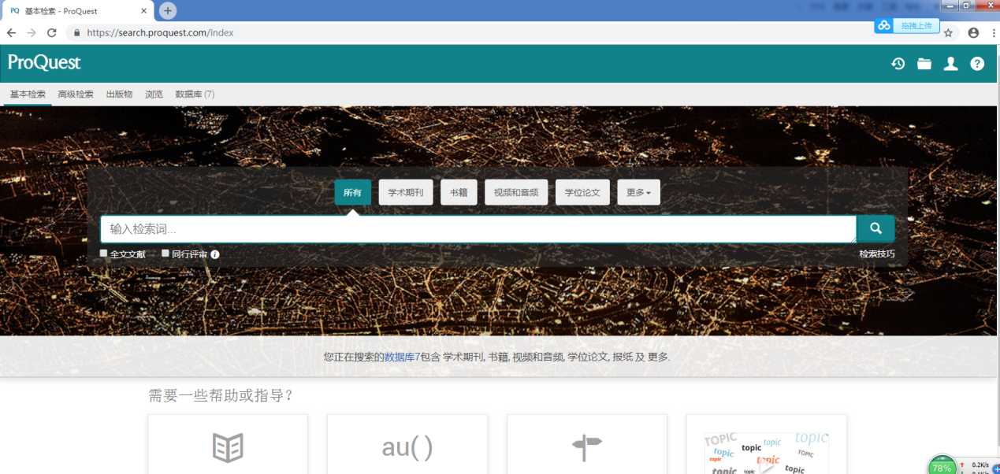 PQ 基本检索 - ProQuest
https://search.proquest.com/index
拖拽上传
ProQuest
基本检索 高级检索 出版物 浏览 数据库 (7)
所有 学术期刊 书籍 视频和音频 学位论文 更多
输入检索词...
全文文献 同行评审 检索技巧
您正在搜索的数据库7包含 学术期刊, 书籍, 视频和音频, 学位论文, 报纸 及 更多.
需要一些帮助或指导?
au( )
TOPIC topic topic
topic topic TOPIC
topic topic
topic topic topic
78% 0.2K/s